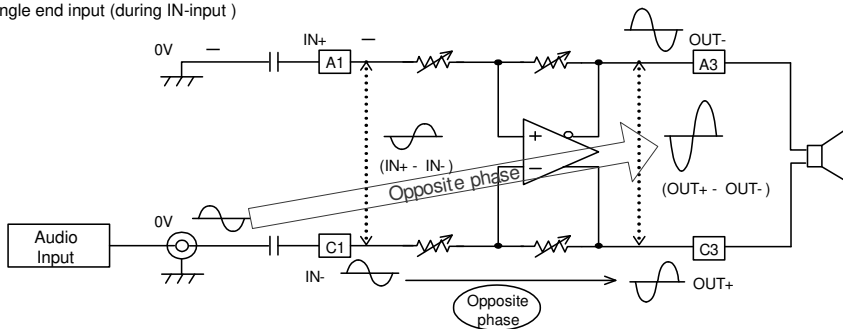 ngle end input (during IN-input )
0V
IN+
A1
OUT-
A3
+
−
(IN+ - IN-)
Opposite phase
(OUT+ - OUT- )
0V
Audio
Input
C1
C3
IN-
Opposite
phase
OUT+